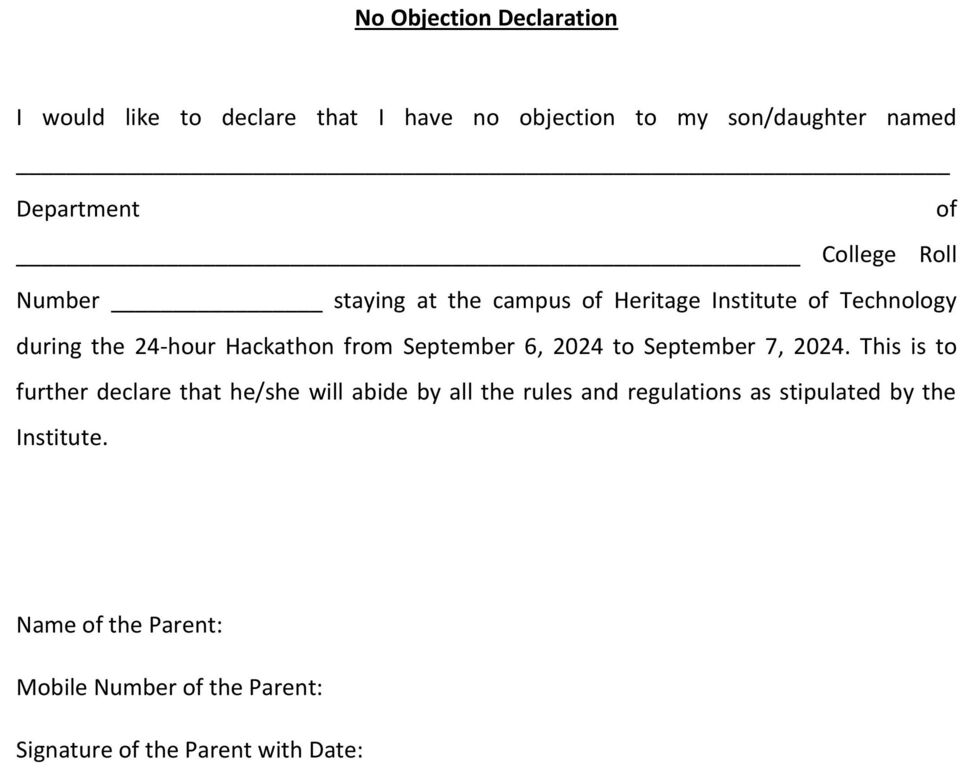 No Objection Declaration
I would like to declare that I have no objection to my son/daughter named
______________________________________________________________________________
Department of
__________________________________________________________________ College Roll
Number _________________ staying at the campus of Heritage Institute of Technology
during the 24-hour Hackathon from September 6, 2024 to September 7, 2024. This is to
further declare that he/she will abide by all the rules and regulations as stipulated by the
Institute.
Name of the Parent:
Mobile Number of the Parent:
Signature of the Parent with Date: